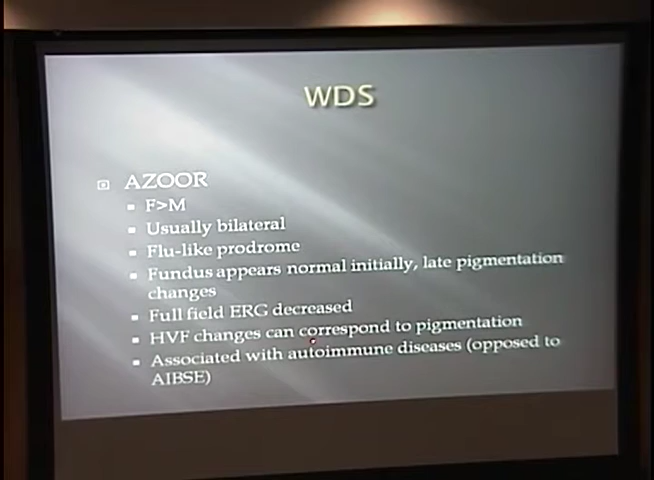 WDS
AZOOR
F>M
Usually bilateral
Flu-like prodrome
Fundus appears normal initially, late pigmentation
changes
Full field ERG decreased
HVF changes can correspond to pigmentation
Associated with autoimmune diseases (opposed to
AIBSE)